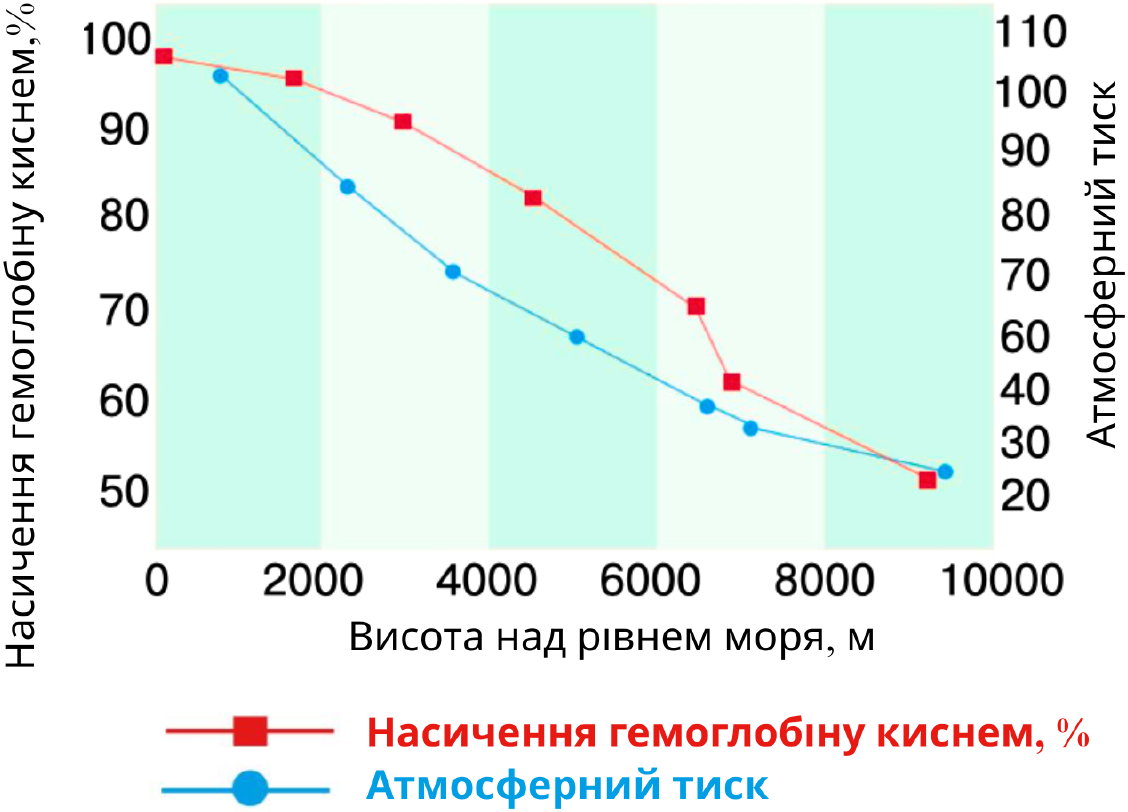 Насичення гемоглобіну киснем,%
100
90
80
70
60
50
110
100
90
80
70
60
40
30
20
Атмосферний тиск
0 2000 4000 6000 8000 10000
Висота над рівнем моря, м
Насичення гемоглобіну киснем, %
Атмосферний тиск